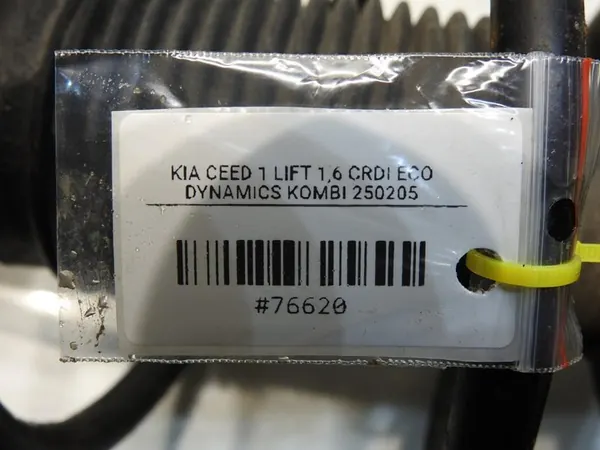 KIA CEED 1 LIFT 1,6 CRDI ECO
DYNAMICS KOMBI 250205
#76620